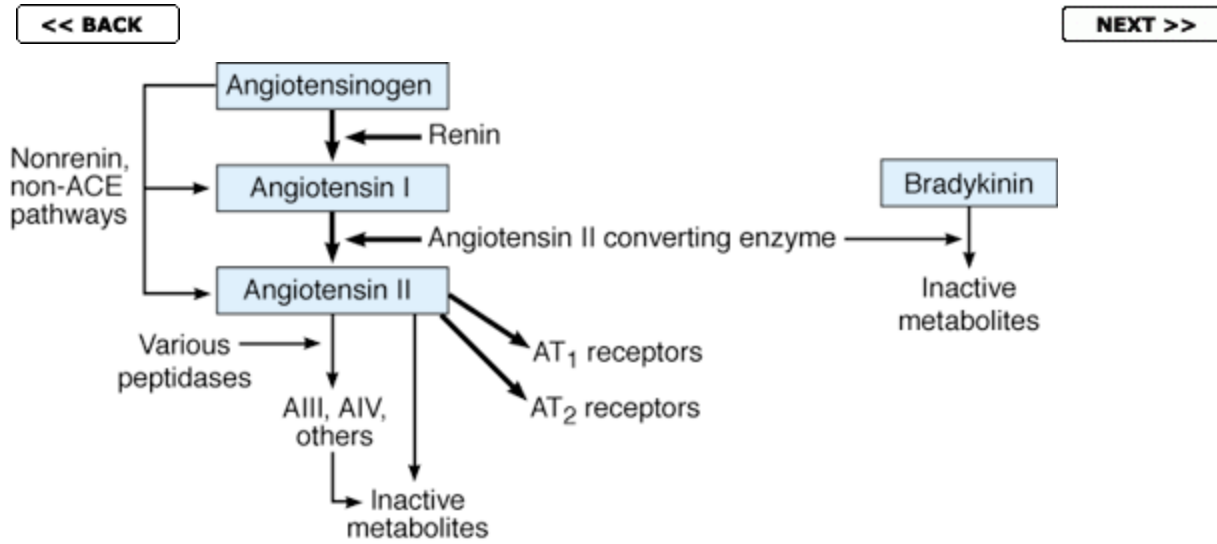 << BACK
NEXT >>
Angiotensinogen
Renin
Nonrenin,
non-ACE
pathways
Angiotensin I
Bradykinin
Angiotensin II converting enzyme
Angiotensin II
Inactive
metabolites
Various
peptidases
AT1 receptors
AT2 receptors
AIII, AIV,
others
Inactive
metabolites